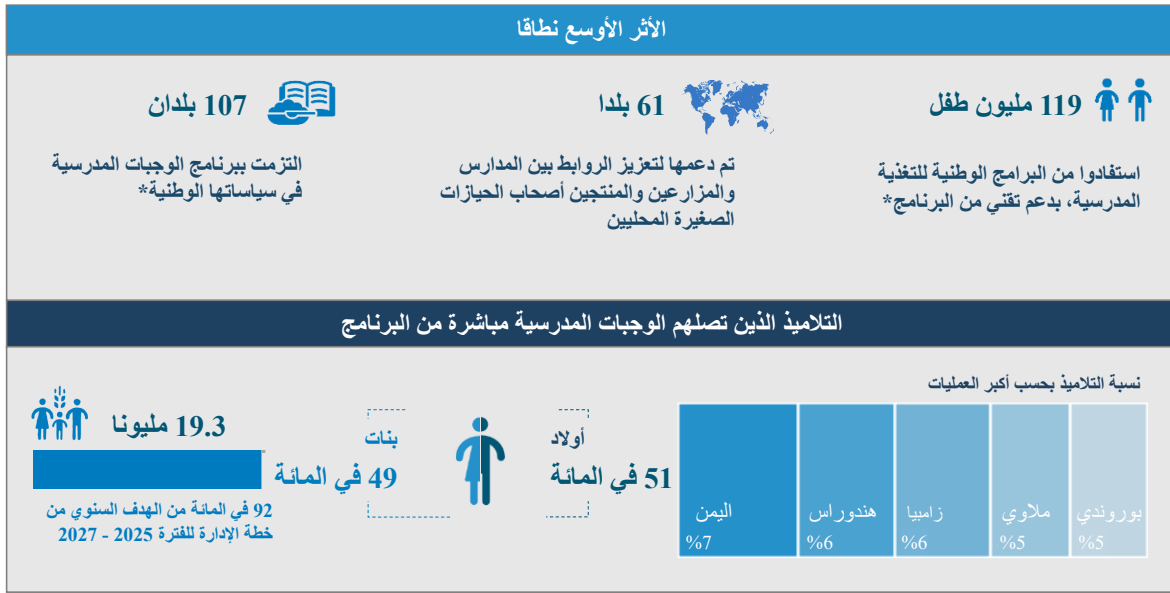 الأثر الأوسع نطاقا
119 مليون طفل
استفادوا من البرامج الوطنية للتغذية
المدرسية، بدعم تقني من البرنامج*
61 بلدا
تم دعمها لتعزيز الروابط بين المدارس
والمزارعين والمنتجين أصحاب الحيازات
الصغيرة المحليين
107 بلدان
التزمت ببرنامج الوجبات المدرسية
في سياساتها الوطنية*
التلاميذ الذين تصلهم الوجبات المدرسية مباشرة من البرنامج
نسبة التلاميذ بحسب أكبر العمليات
بوروندي
%5
ملاوي
%5
زامبيا
%6
هندوراس
%6
اليمن
%7
أولاد
51 في المائة
بنات
49 في المائة
19.3 مليونا
92 في المائة من الهدف السنوي من
خطة الإدارة للفترة 2025 - 2027